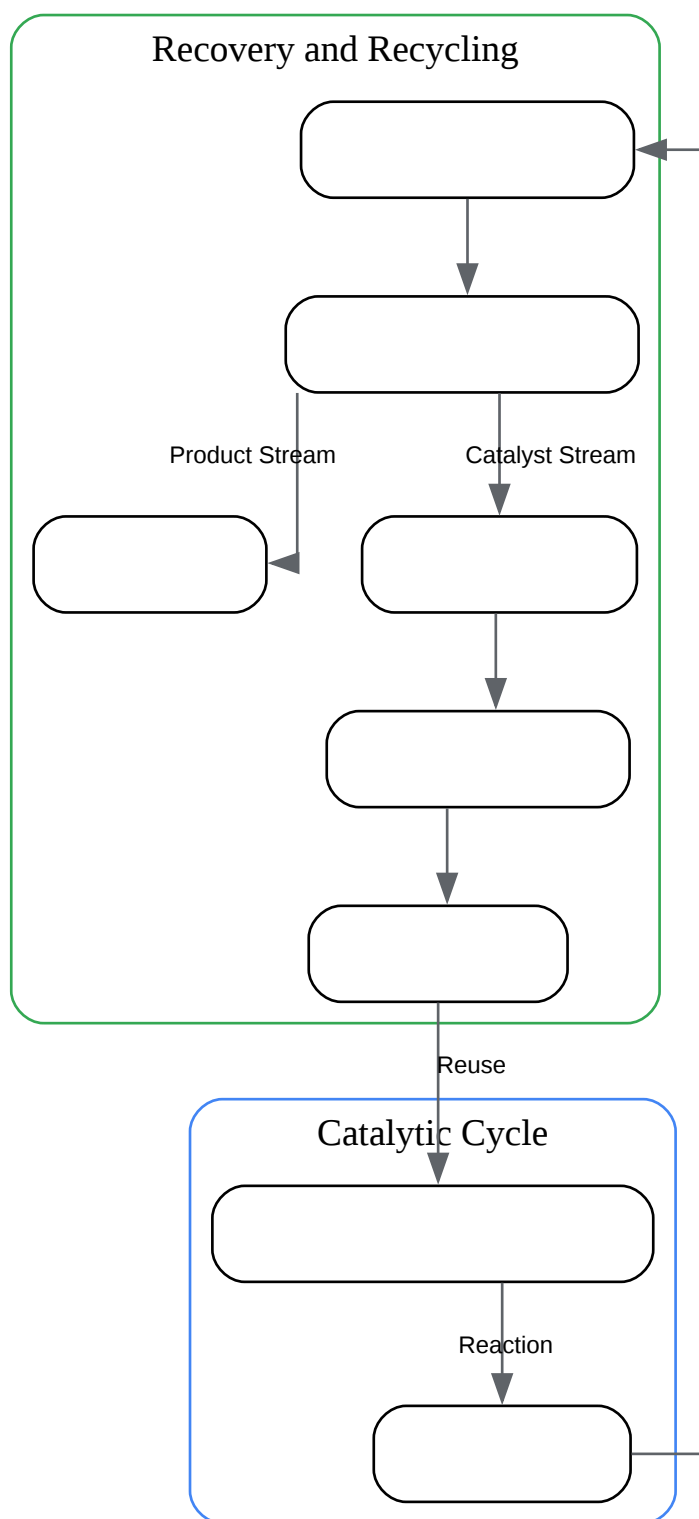 Recovery and Recycling
Product Stream
Catalyst Stream
Reuse
Catalytic Cycle
Reaction